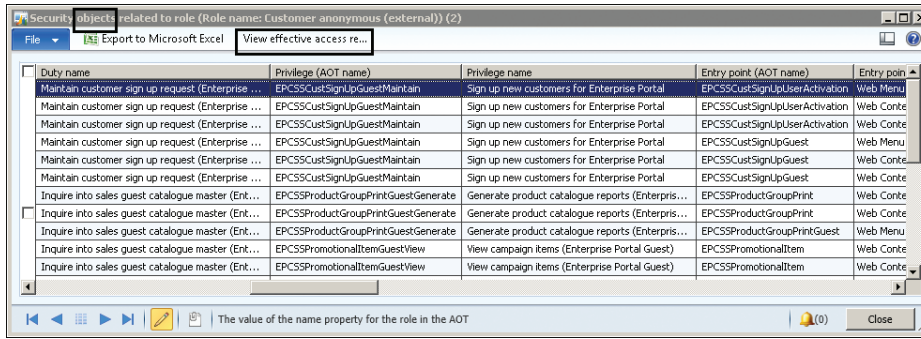 Security objects related to role (Role name: Customer anonymous (external)) (2)
File Export to Microsoft Excel View effective access re...
Duty name Privilege (AOT name) Privilege name Entry point (AOT name) Entry poin
Maintain customer sign up request (Enterprise ... EPCSSCustSignUpGuestMaintain Sign up new customers for Enterprise Portal EPCSSCustSignUpUserActivation Web Menu
Maintain customer sign up request (Enterprise ... EPCSSCustSignUpGuestMaintain Sign up new customers for Enterprise Portal EPCSSCustSignUpUserActivation Web Conte
Maintain customer sign up request (Enterprise ... EPCSSCustSignUpGuestMaintain Sign up new customers for Enterprise Portal EPCSSCustSignUpUserActivation Web Conte
Maintain customer sign up request (Enterprise ... EPCSSCustSignUpGuestMaintain Sign up new customers for Enterprise Portal EPCSSCustSignUpGuest Web Menu
Maintain customer sign up request (Enterprise ... EPCSSCustSignUpGuestMaintain Sign up new customers for Enterprise Portal EPCSSCustSignUpGuest Web Conte
Maintain customer sign up request (Enterprise ... EPCSSCustSignUpGuestMaintain Sign up new customers for Enterprise Portal EPCSSCustSignUpGuest Web Conte
Inquire into sales guest catalogue master (Ent... EPCSSProductGroupPrintGuestGenerate Generate product catalogue reports (Enterpris... EPCSSProductGroupPrint Web Conte
Inquire into sales guest catalogue master (Ent... EPCSSProductGroupPrintGuestGenerate Generate product catalogue reports (Enterpris... EPCSSProductGroupPrint Web Conte
Inquire into sales guest catalogue master (Ent... EPCSSProductGroupPrintGuestGenerate Generate product catalogue reports (Enterpris... EPCSSProductGroupPrintGuest Web Menu
Inquire into sales guest catalogue master (Ent... EPCSSPromotionalItemGuestView View campaign items (Enterprise Portal Guest) EPCSSPromotionalItem Web Conte
Inquire into sales guest catalogue master (Ent... EPCSSPromotionalItemGuestView View campaign items (Enterprise Portal Guest) EPCSSPromotionalItem Web Conte
The value of the name property for the role in the AOT (0) Close